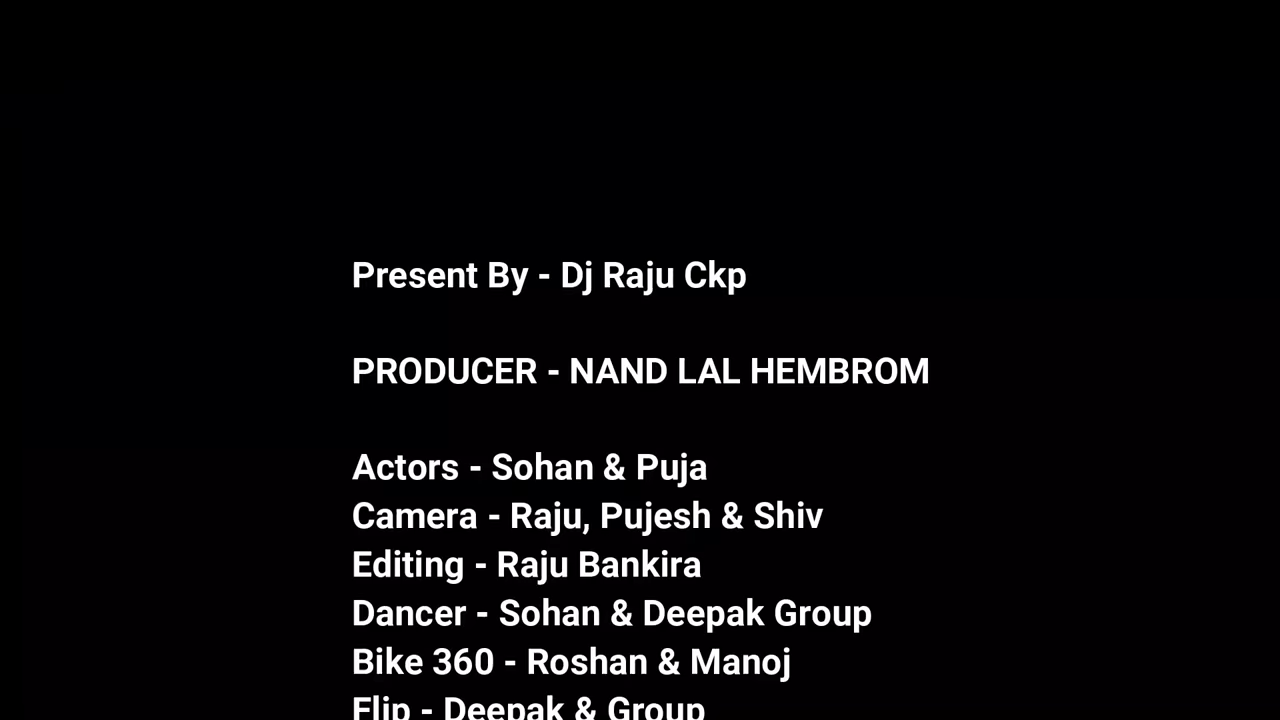 Present By - Dj Raju Ckp
PRODUCER - NAND LAL HEMBROM
Actors - Sohan & Puja
Camera - Raju, Pujesh & Shiv
Editing - Raju Bankira
Dancer - Sohan & Deepak Group
Bike 360 - Roshan & Manoj
Flip - Deepak & Group